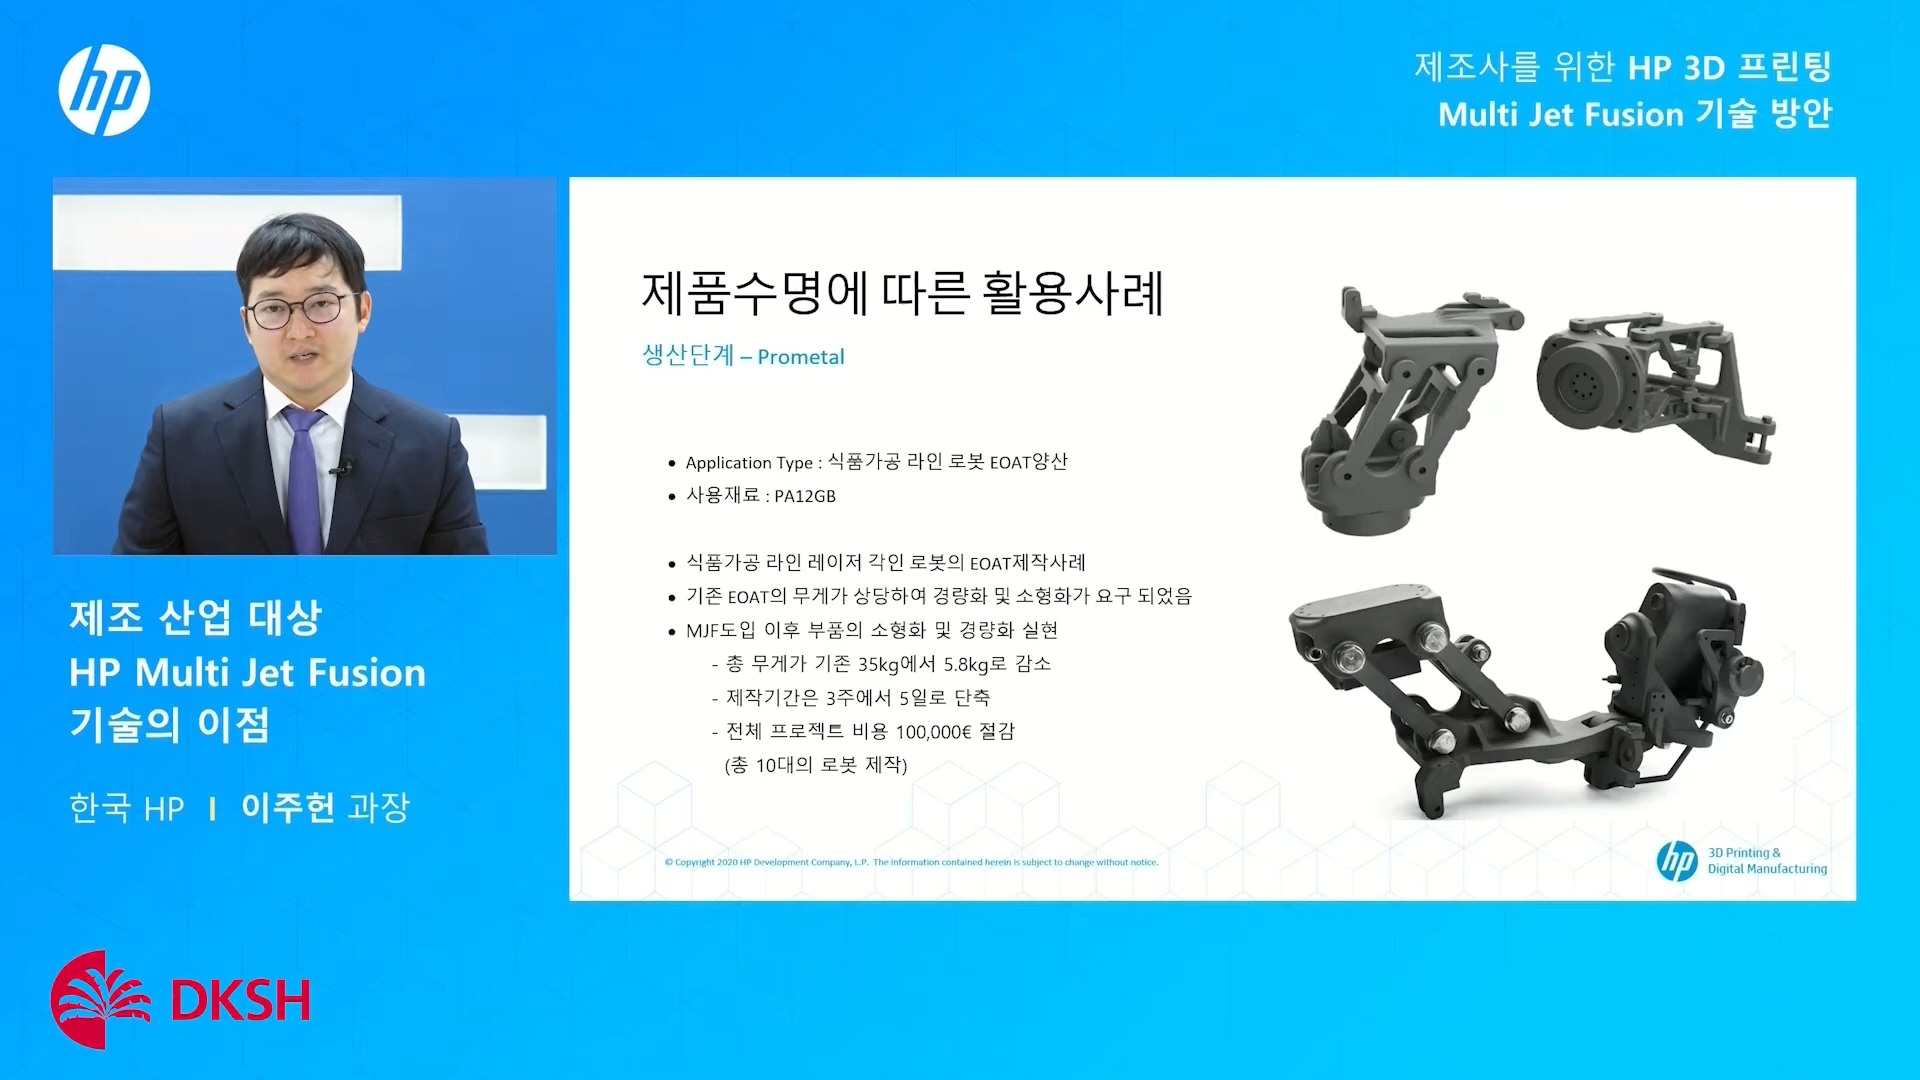 hp
제조사를 위한 HP 3D 프린팅
Multi Jet Fusion 기술 방안
제품수명에 따른 활용사례
생산단계 – Prometal
• Application Type : 식품가공 라인 로봇 EOAT양산
• 사용재료 : PA12GB
• 식품가공 라인 레이저 각인 로봇의 EOAT제작사례
• 기존 EOAT의 무게가 상당하여 경량화 및 소형화가 요구 되었음
• MJF도입 이후 부품의 소형화 및 경량화 실현
- 총 무게가 기존 35kg에서 5.8kg로 감소
- 제작기간은 3주에서 5일로 단축
- 전체 프로젝트 비용 100,000€ 절감
(총 10대의 로봇 제작)
© Copyright 2020 HP Development Company, L.P. The information contained herein is subject to change without notice.
hp
3D Printing &
Digital Manufacturing
제조 산업 대상
HP Multi Jet Fusion
기술의 이점
한국 HP I 이주헌 과장
DKSH